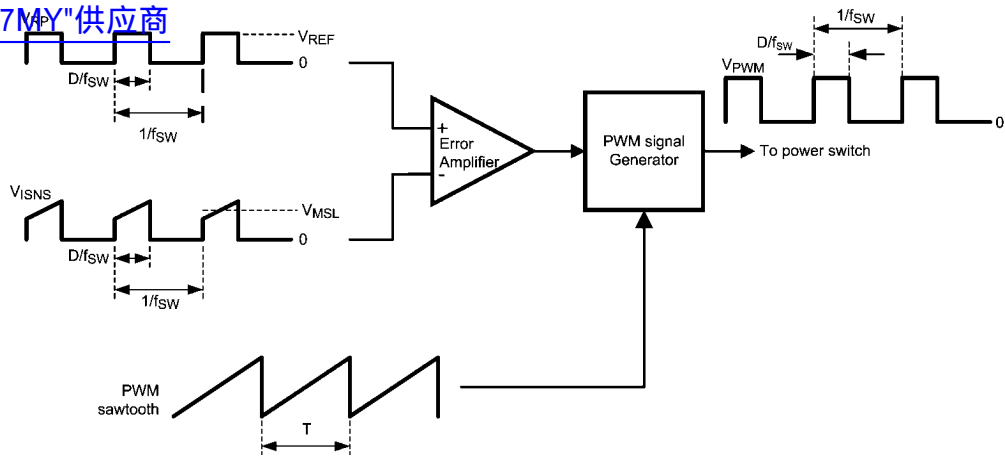 7MY"供应商
VRP
VREF
0
D/fSW
1/fSW
VISNS
VMSL
0
D/fSW
1/fSW
+
Error
Amplifier
-
PWM signal
Generator
1/fSW
D/fSW
VPWM
0
To power switch
PWM
sawtooth
T